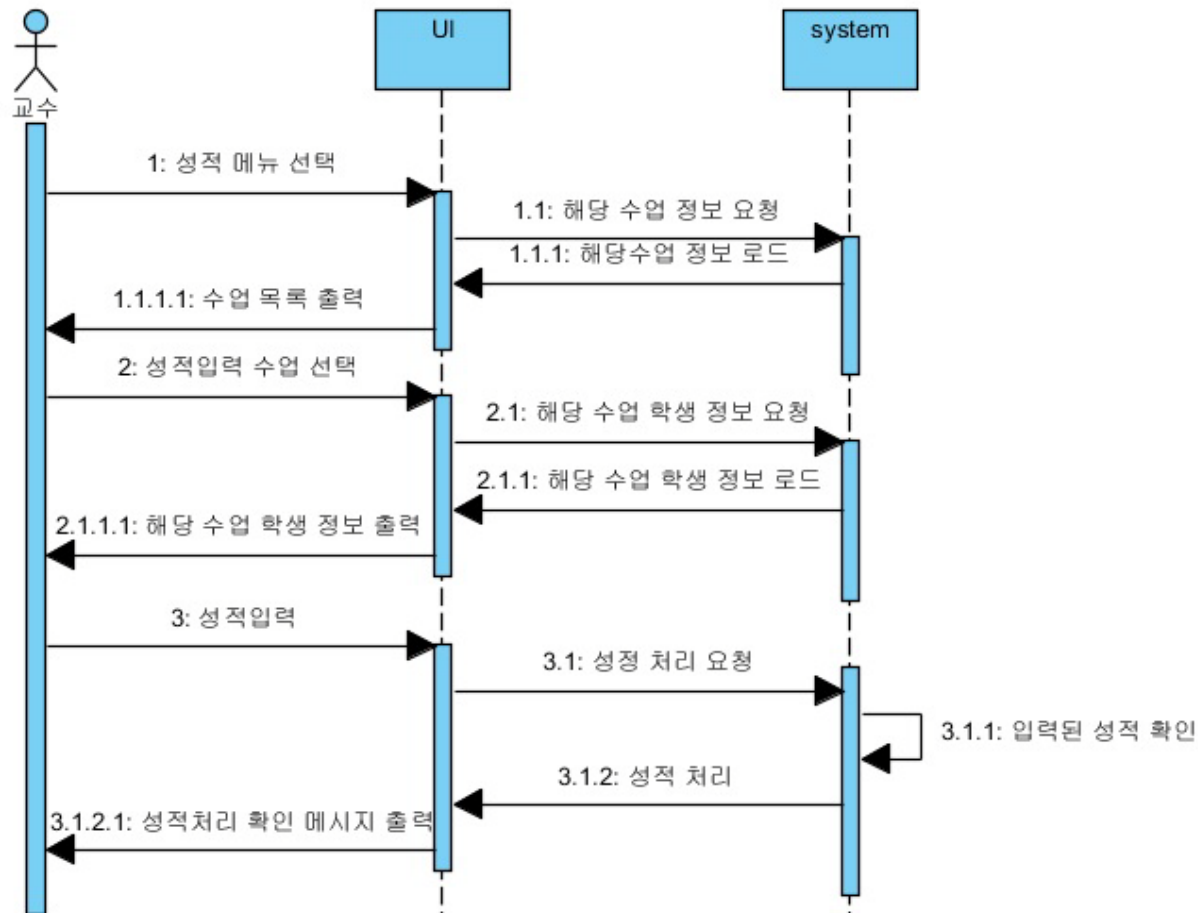 UI
system
교수
1: 성적 메뉴 선택
1.1: 해당 수업 정보 요청
1.1.1: 해당수업 정보 로드
1.1.1.1: 수업 목록 출력
2: 성적입력 수업 선택
2.1: 해당 수업 학생 정보 요청
2.1.1: 해당 수업 학생 정보 로드
2.1.1.1: 해당 수업 학생 정보 출력
3: 성적입력
3.1: 성정 처리 요청
3.1.1: 입력된 성적 확인
3.1.2: 성적 처리
3.1.2.1: 성적처리 확인 메시지 출력